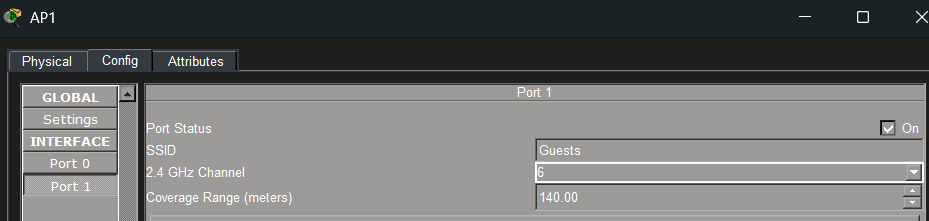 AP1
Physical Config Attributes
GLOBAL
Settings
INTERFACE
Port 0
Port 1
Port 1
Port Status On
SSID Guests
2.4 GHz Channel 6
Coverage Range (meters) 140.00